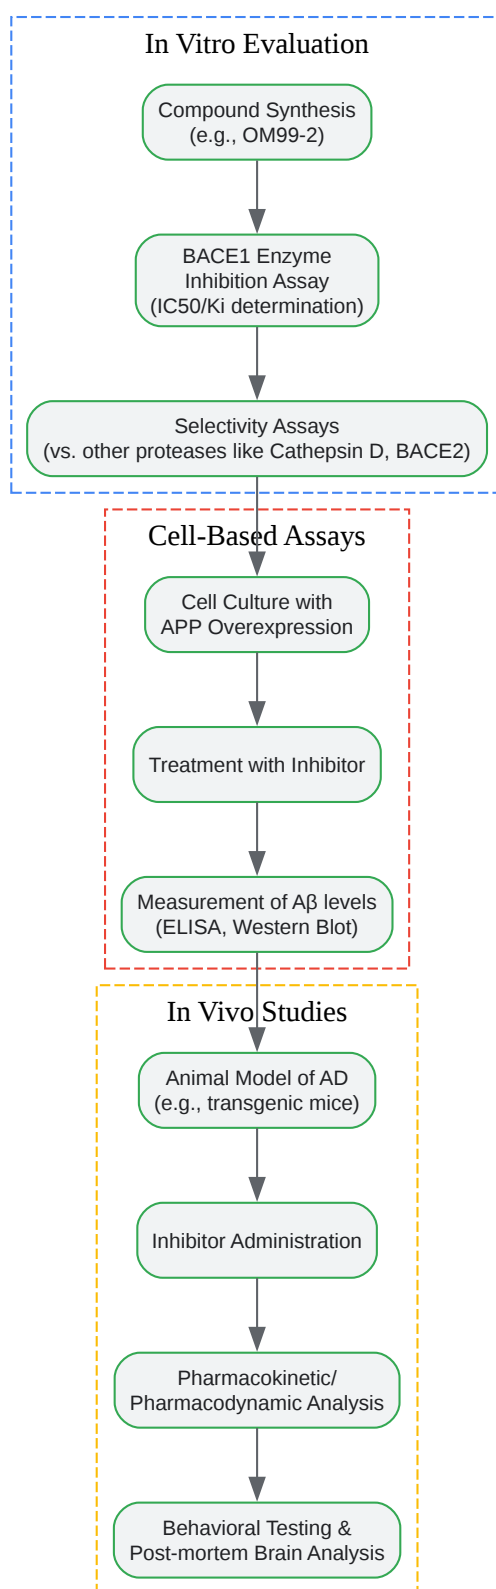 In Vitro Evaluation
Compound Synthesis
(e.g., OM99-2)
BACE1 Enzyme
Inhibition Assay
(IC50/Ki determination)
Selectivity Assays
(vs. other proteases like Cathepsin D, BACE2)
Cell-Based Assays
Cell Culture with
APP Overexpression
Treatment with Inhibitor
Measurement of Aβ levels
(ELISA, Western Blot)
In Vivo Studies
Animal Model of AD
(e.g., transgenic mice)
Inhibitor Administration
Pharmacokinetic/
Pharmacodynamic Analysis
Behavioral Testing &
Post-mortem Brain Analysis